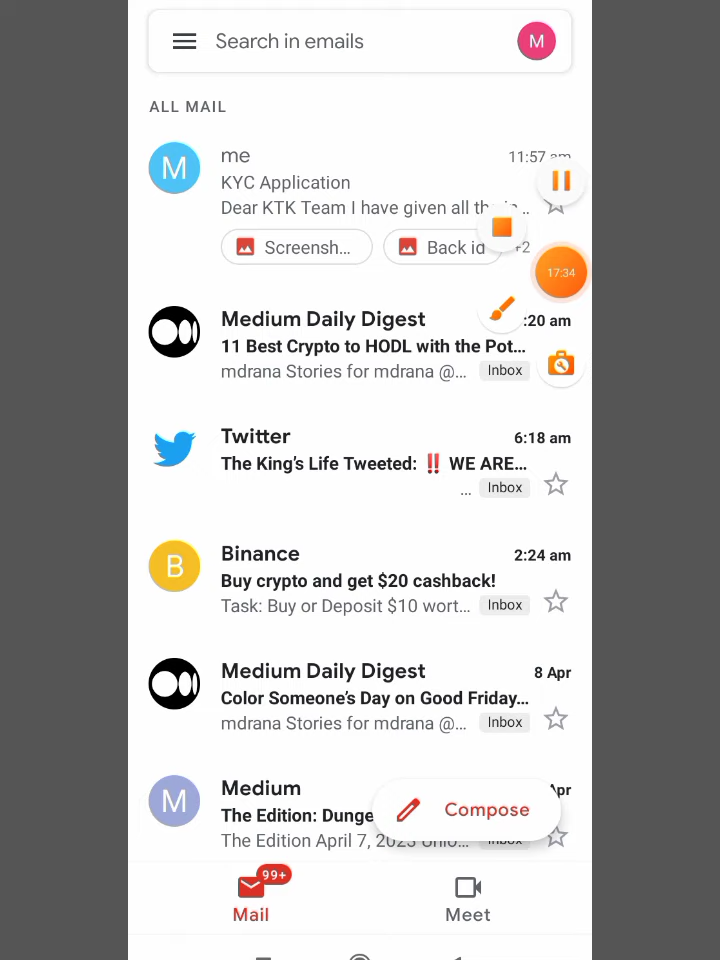 Search in emails
M
ALL MAIL
M
me
11:57 am
KYC Application
Dear KTK Team I have given all
Screensh...
Back id
+2
17:34
Medium Daily Digest
:20 am
11 Best Crypto to HODL with the Pot...
mdrana Stories for mdrana @...
Inbox
Twitter
6:18 am
The King's Life Tweeted: ‼️ WE ARE...
...
Inbox
B
Binance
2:24 am
Buy crypto and get $20 cashback!
Task: Buy or Deposit $10 wort...
Inbox
Medium Daily Digest
8 Apr
Color Someone's Day on Good Friday...
mdrana Stories for mdrana @...
Inbox
M
Medium
Apr
The Edition: Dunge
Compose
The Edition April 7, 2023 Unlo...
Inbox
99+
Mail
Meet